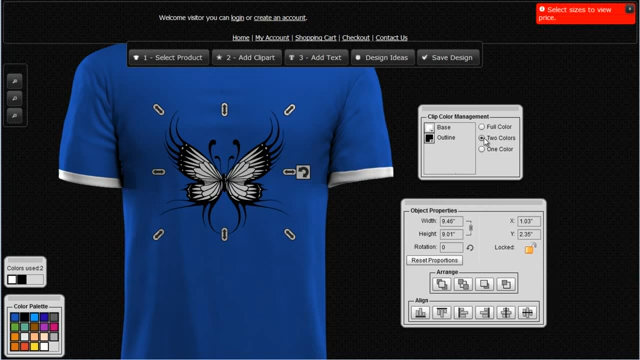 Welcome visitor you can login or create an account.
Select sizes to view
price.
Home | My Account | Shopping Cart | Checkout | Contact Us
1 - Select Product
2 - Add Clipart
3 - Add Text
Design Ideas
Save Design
Clip Color Management
Base
Outline
Full Color
Two Colors
One Color
Object Properties
Width: 9.46"
X: 1.03"
Height: 9.01"
Y: 2.35"
Rotation: 0
Locked:
Reset Proportions
Arrange
Align
Colors used:2
Color Palette